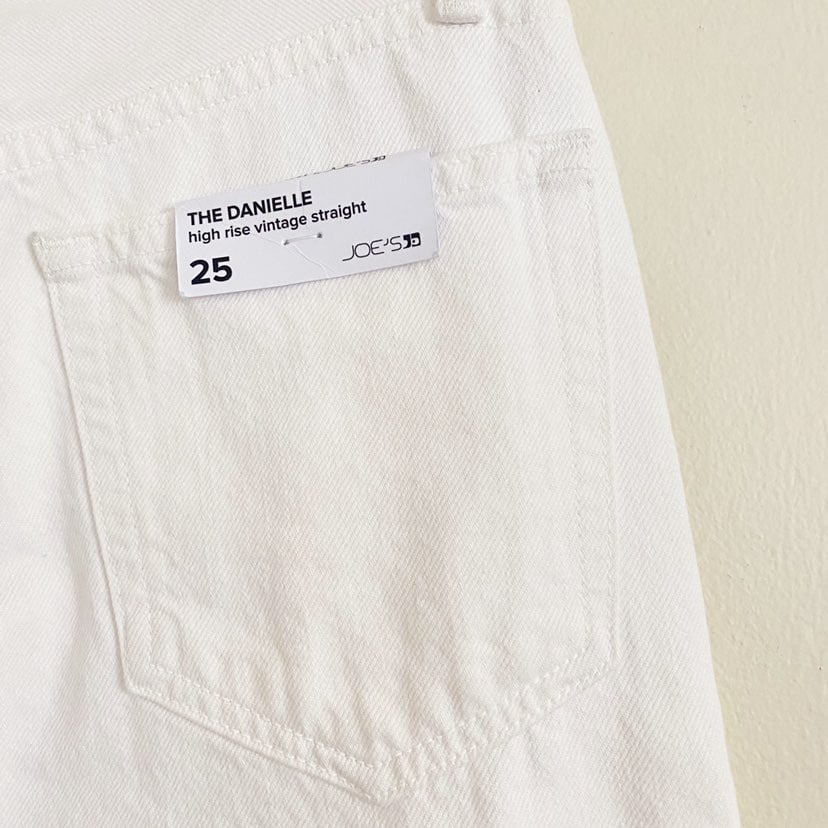 THE DANIELLE
high rise vintage straight
25
JOE'S